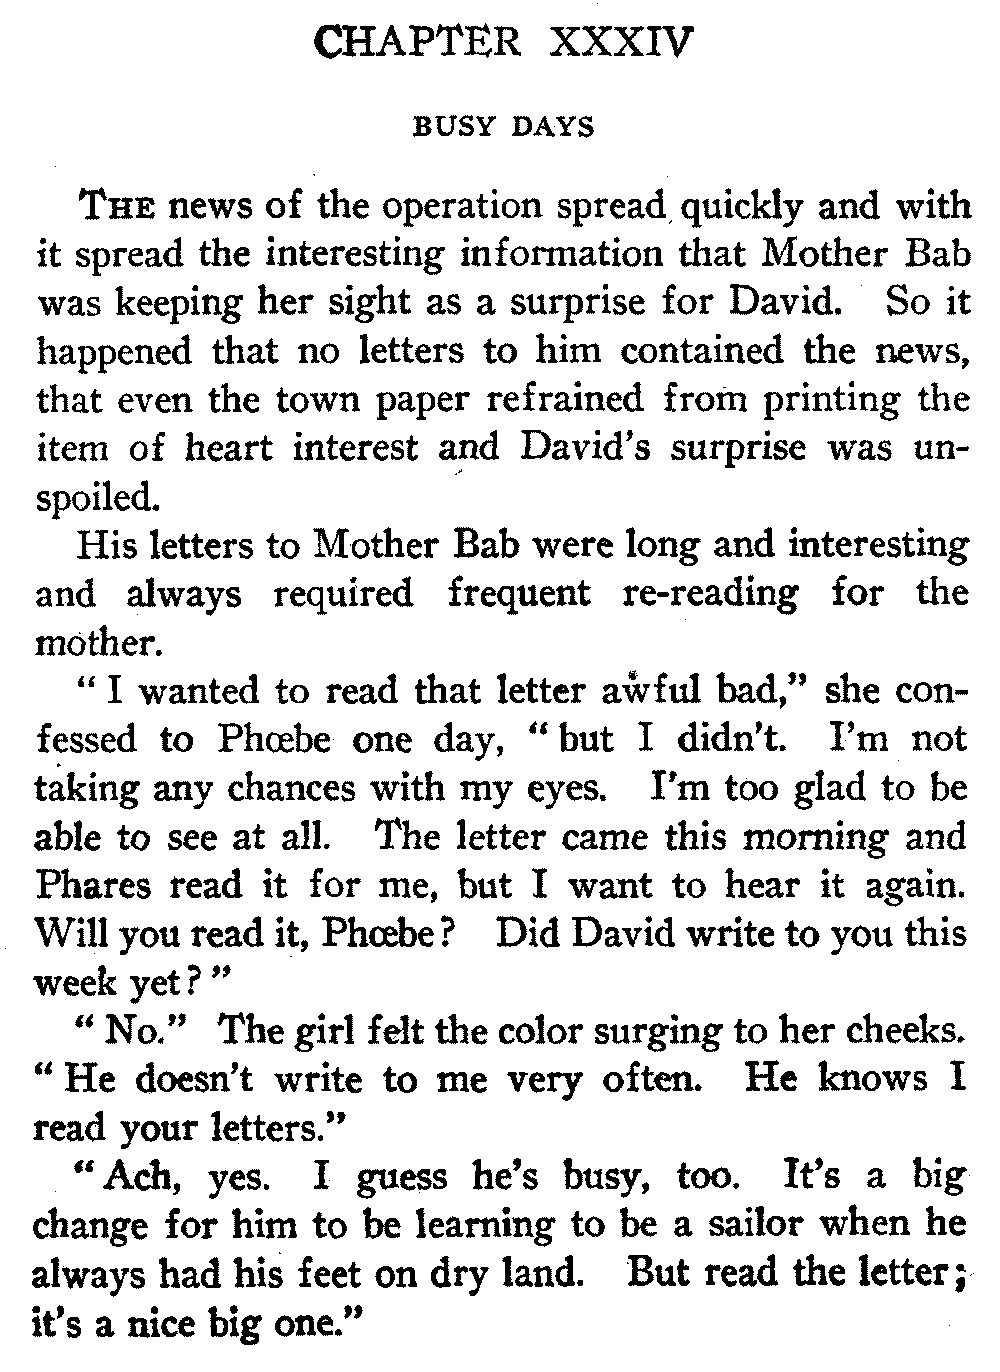 CHAPTER XXXIV
BUSY DAYS
THE news of the operation spread quickly and with
it spread the interesting information that Mother Bab
was keeping her sight as a surprise for David. So it
happened that no letters to him contained the news,
that even the town paper refrained from printing the
item of heart interest and David's surprise was un-
spoiled.
His letters to Mother Bab were long and interesting
and always required frequent re-reading for the
mother.
“ I wanted to read that letter awful bad,” she con-
fessed to Phœbe one day, “ but I didn't. I'm not
taking any chances with my eyes. I'm too glad to be
able to see at all. The letter came this morning and
Phares read it for me, but I want to hear it again.
Will you read it, Phœbe ? Did David write to you this
week yet ? ”
“ No.” The girl felt the color surging to her cheeks.
“ He doesn't write to me very often. He knows I
read your letters.”
“ Ach, yes. I guess he's busy, too. It's a big
change for him to be learning to be a sailor when he
always had his feet on dry land. But read the letter ;
it's a nice big one.”